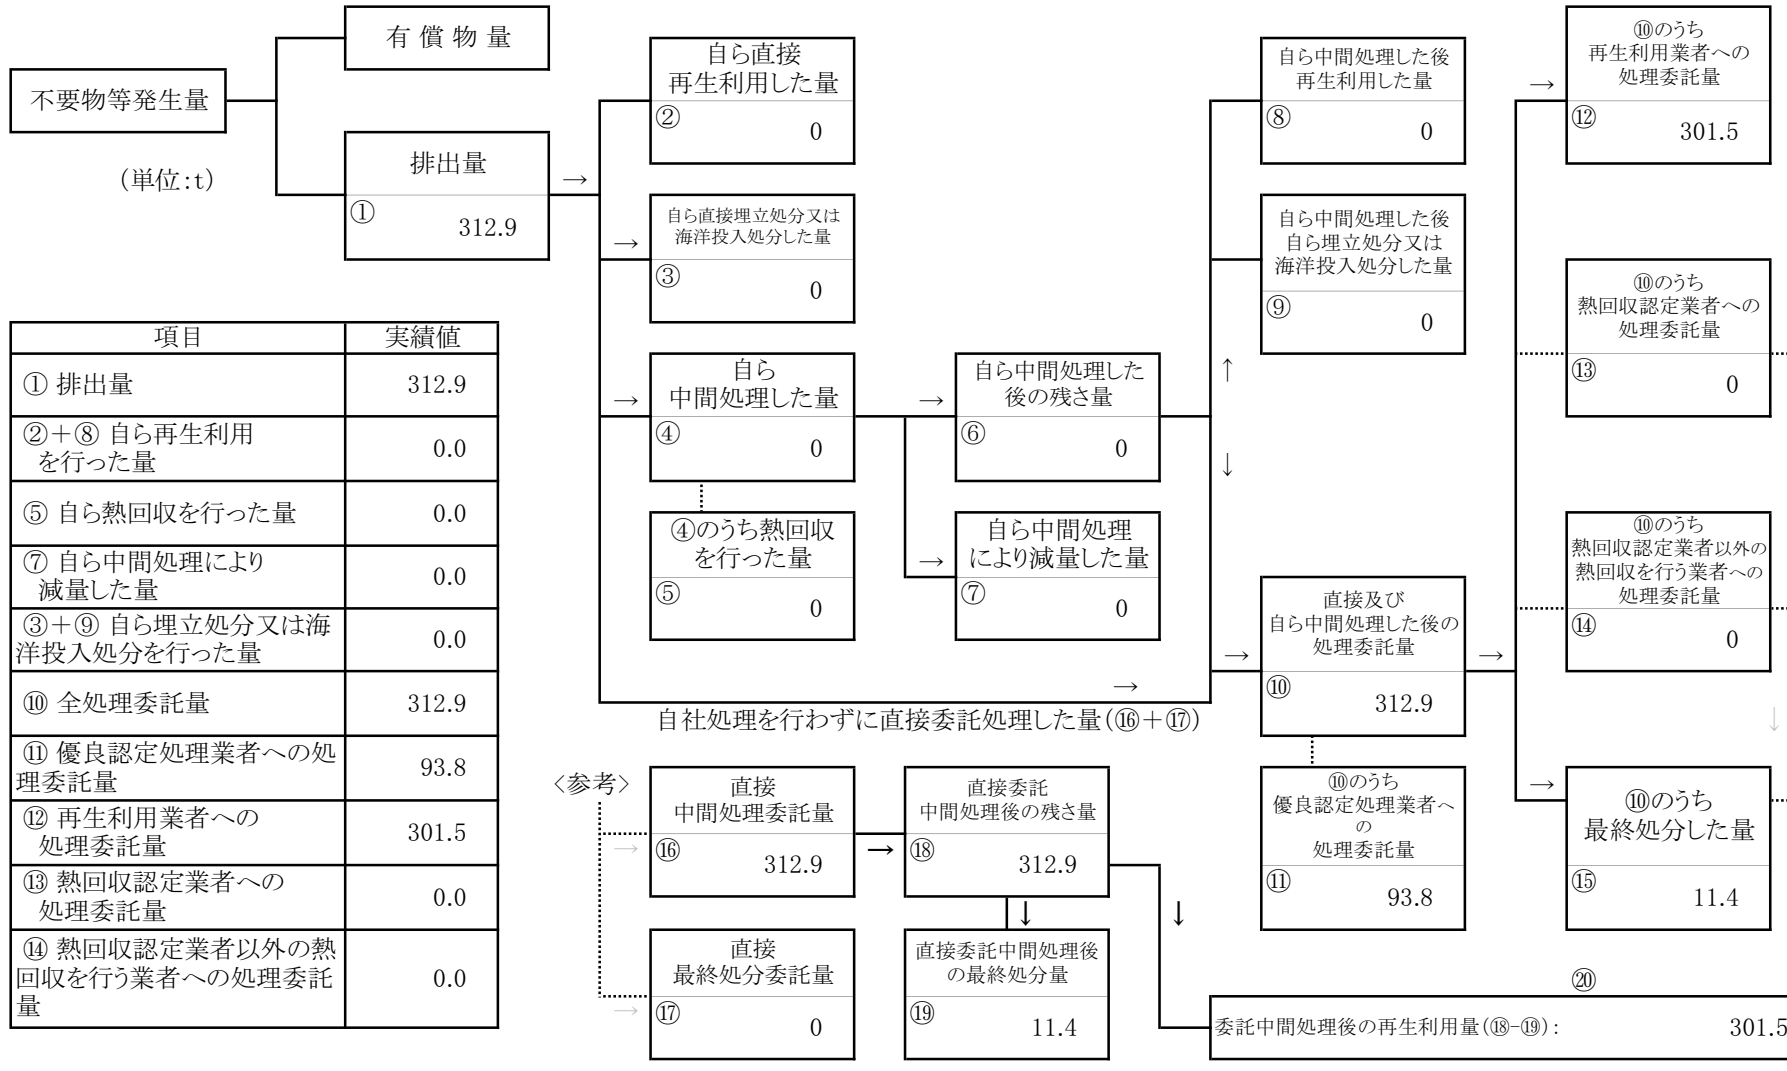 有 償 物 量
不要物等発生量
(単位:t)
排出量
①
312.9
自ら直接
再生利用した量
②
0
自ら直接埋立処分又は
海洋投入処分した量
③
0
自ら
中間処理した量
④
0
④のうち熱回収
を行った量
⑤
0
自ら中間処理した
後の残さ量
⑥
0
自ら中間処理
により減量した量
⑦
0
自ら中間処理した後
再生利用した量
⑧
0
自ら中間処理した後
自ら埋立処分又は
海洋投入処分した量
⑨
0
直接及び
自ら中間処理した後の
処理委託量
⑩
312.9
⑩のうち
優良認定処理業者へ
の
処理委託量
⑪
93.8
⑩のうち
再生利用業者への
処理委託量
⑫
301.5
⑩のうち
熱回収認定業者への
処理委託量
⑬
0
⑩のうち
熱回収認定業者以外の
熱回収を行う業者への
処理委託量
⑭
0
⑩のうち
最終処分した量
⑮
11.4
自社処理を行わずに直接委託処理した量(⑯+⑰)
〈参考〉
直接
中間処理委託量
⑯
312.9
直接
最終処分委託量
⑰
0
直接委託
中間処理後の残さ量
⑱
312.9
直接委託中間処理後
の最終処分量
⑲
11.4
⑳
委託中間処理後の再生利用量(⑱-⑲): 301.5
項目 実績値
① 排出量 312.9
②+⑧ 自ら再生利用
を行った量 0.0
⑤ 自ら熱回収を行った量 0.0
⑦ 自ら中間処理により
減量した量 0.0
③+⑨ 自ら埋立処分又は海
洋投入処分を行った量 0.0
⑩ 全処理委託量 312.9
⑪ 優良認定処理業者への処
理委託量 93.8
⑫ 再生利用業者への
処理委託量 301.5
⑬ 熱回収認定業者への
処理委託量 0.0
⑭ 熱回収認定業者以外の熱
回収を行う業者への処理委託
量 0.0